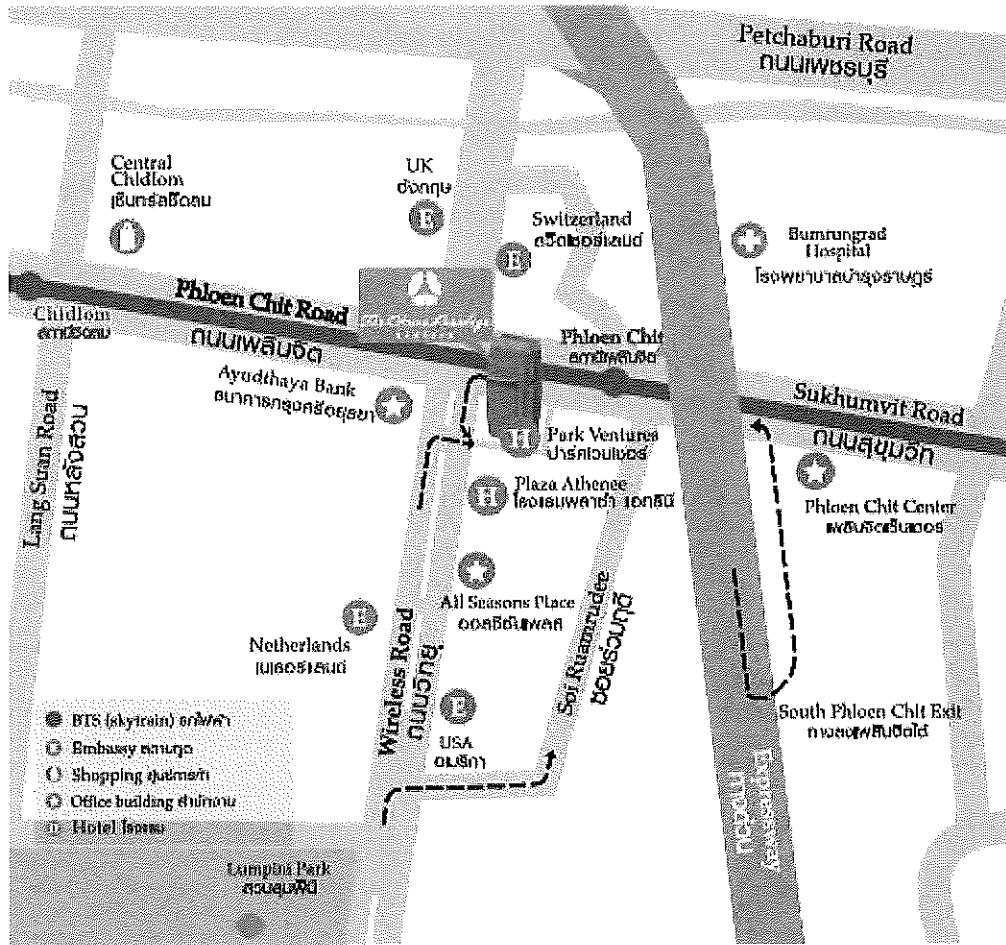 Petchaburi Road
ถนนเพชรบุรี
Central
Chidlom
เซ็นทรัลชิดลม
UK
อังกฤษ
E
Switzerland
สวิตเซอร์แลนด์
E
Bumrungrad
Hospital
โรงพยาบาลบำรุงราษฎร์
Phloen Chit Road
ถนนเพลินจิต
Chidlom
สถานีชิดลม
Phloen Chit
สถานีเพลินจิต
Ayudthaya Bank
ธนาคารกรุงศรีอยุธยา
Sukhumvit Road
ถนนสุขุมวิท
H
Park Ventures
ปาร์คเวนเชอร์
Lang Suan Road
ถนนหลังสวน
H
Plaza Athenee
โรงแรมพลาซ่า แอทธินี
Phloen Chit Center
เพลินจิตเซ็นเตอร์
All Seasons Place
ออลซีซั่นเพลส
E
Netherlands
เนเธอร์แลนด์
Wireless Road
ถนนวิทยุ
Soi Ruamrudee
ซอยร่วมฤดี
E
USA
อเมริกา
South Phloen Chit Exit
ทางลงเพลินจิตใต้
Expressway
ทางด่วน
BTS (skytrain) รถไฟฟ้า
Embassy สถานทูต
Shopping ศูนย์การค้า
Office building สำนักงาน
H Hotel โรงแรม
Lumpini Park
สวนลุมพินี